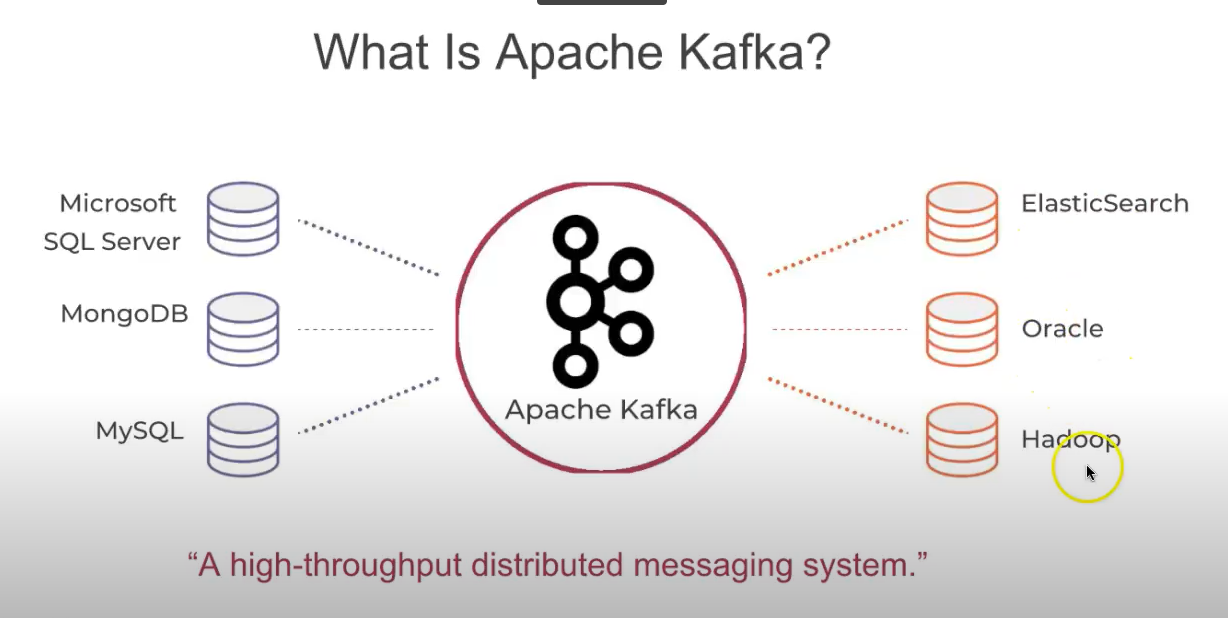 What Is Apache Kafka?
Microsoft
SQL Server
MongoDB
MySQL
Apache Kafka
ElasticSearch
Oracle
Hadoop
“A high-throughput distributed messaging system.”